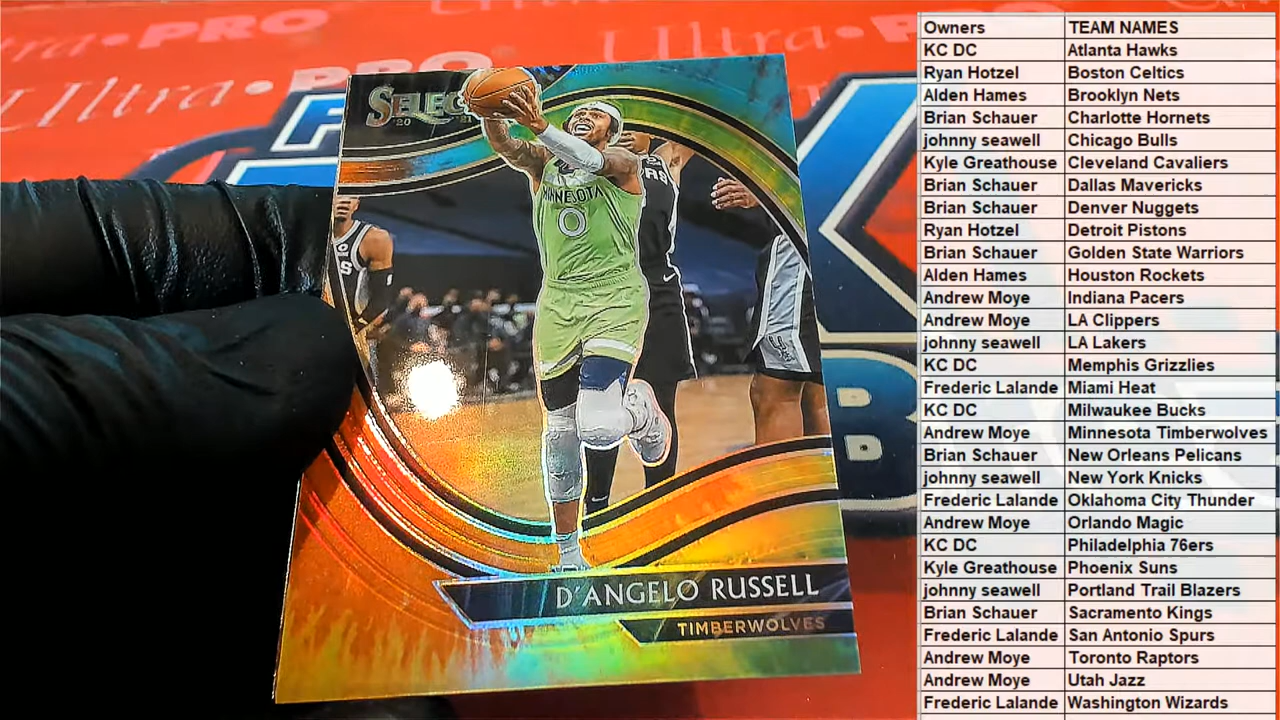 Ultra•PRO
Ultra•PRO
Ultra•PRO
SELECT
20 21
MINNESOTA
0
D'ANGELO RUSSELL
TIMBERWOLVES
Owners TEAM NAMES
KC DC Atlanta Hawks
Ryan Hotzel Boston Celtics
Alden Hames Brooklyn Nets
Brian Schauer Charlotte Hornets
johnny seawell Chicago Bulls
Kyle Greathouse Cleveland Cavaliers
Brian Schauer Dallas Mavericks
Brian Schauer Denver Nuggets
Ryan Hotzel Detroit Pistons
Brian Schauer Golden State Warriors
Alden Hames Houston Rockets
Andrew Moye Indiana Pacers
Andrew Moye LA Clippers
johnny seawell LA Lakers
KC DC Memphis Grizzlies
Frederic Lalande Miami Heat
KC DC Milwaukee Bucks
Andrew Moye Minnesota Timberwolves
Brian Schauer New Orleans Pelicans
johnny seawell New York Knicks
Frederic Lalande Oklahoma City Thunder
Andrew Moye Orlando Magic
KC DC Philadelphia 76ers
Kyle Greathouse Phoenix Suns
johnny seawell Portland Trail Blazers
Brian Schauer Sacramento Kings
Frederic Lalande San Antonio Spurs
Andrew Moye Toronto Raptors
Andrew Moye Utah Jazz
Frederic Lalande Washington Wizards